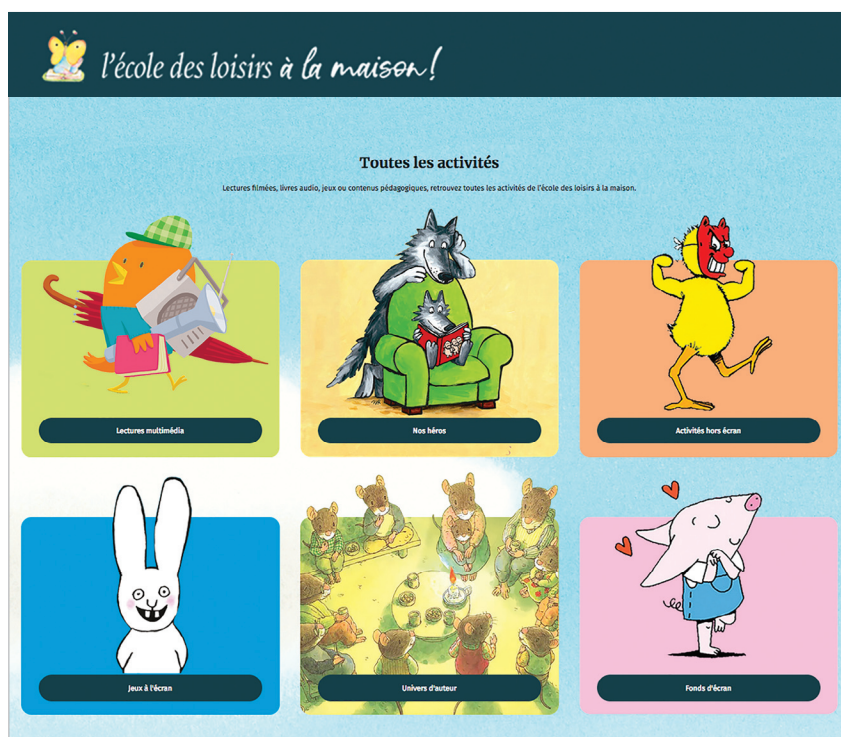 l'école des loisirs à la maison!
Toutes les activités
Lectures filmées, livres audio, jeux ou contenus pédagogiques, retrouvez toutes les activités de l'école des loisirs à la maison.
Lectures multimédia
Nos héros
Activités hors écran
Jeux à l'écran
Univers d'auteur
Fonds d'écran